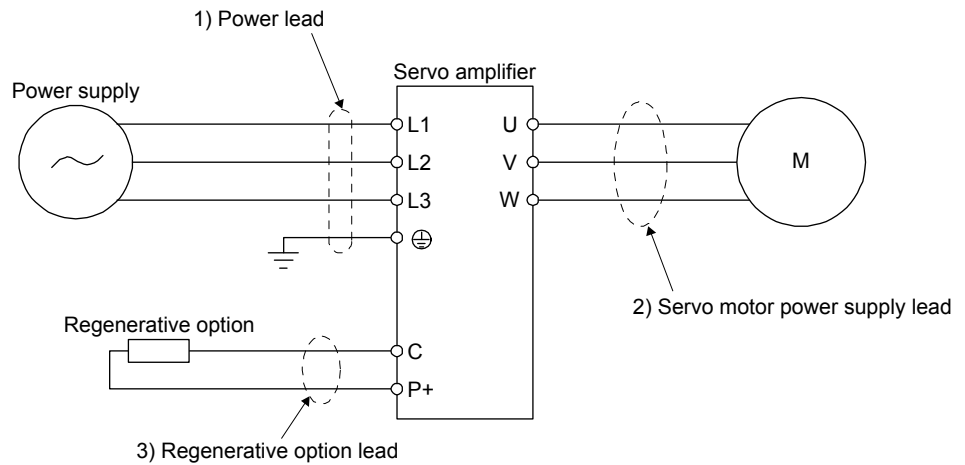 1) Power lead
Servo amplifier
Power supply
L1
U
L2
V
M
L3
W
2) Servo motor power supply lead
Regenerative option
C
P+
3) Regenerative option lead